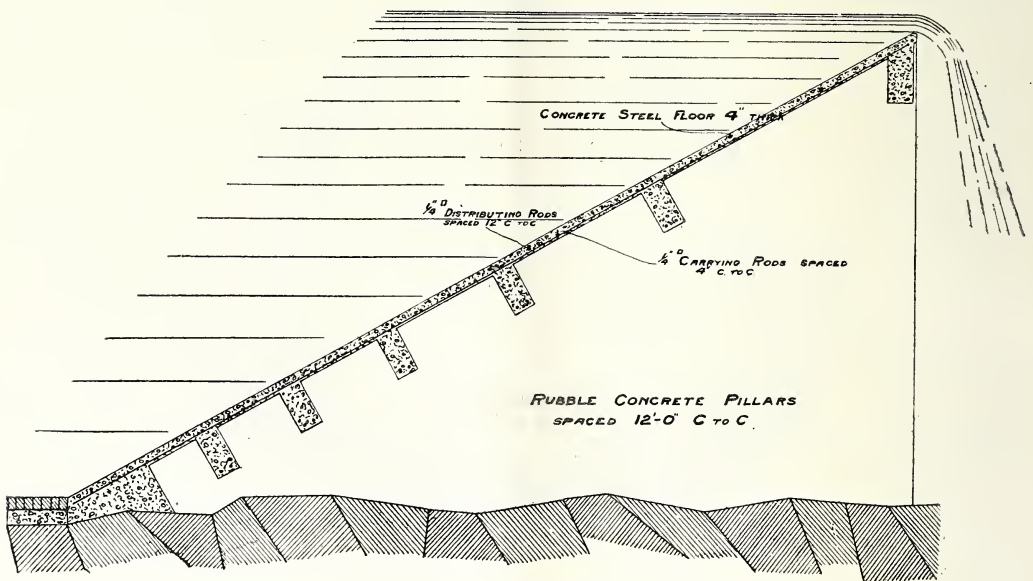 CONCRETE STEEL FLOOR 4" THICK
1/4" □ DISTRIBUTING RODS
SPACED 12" C TO C
1/4" □ CARRYING RODS SPACED
4" C. TO C.
RUBBLE CONCRETE PILLARS
SPACED 12'-0" C TO C.